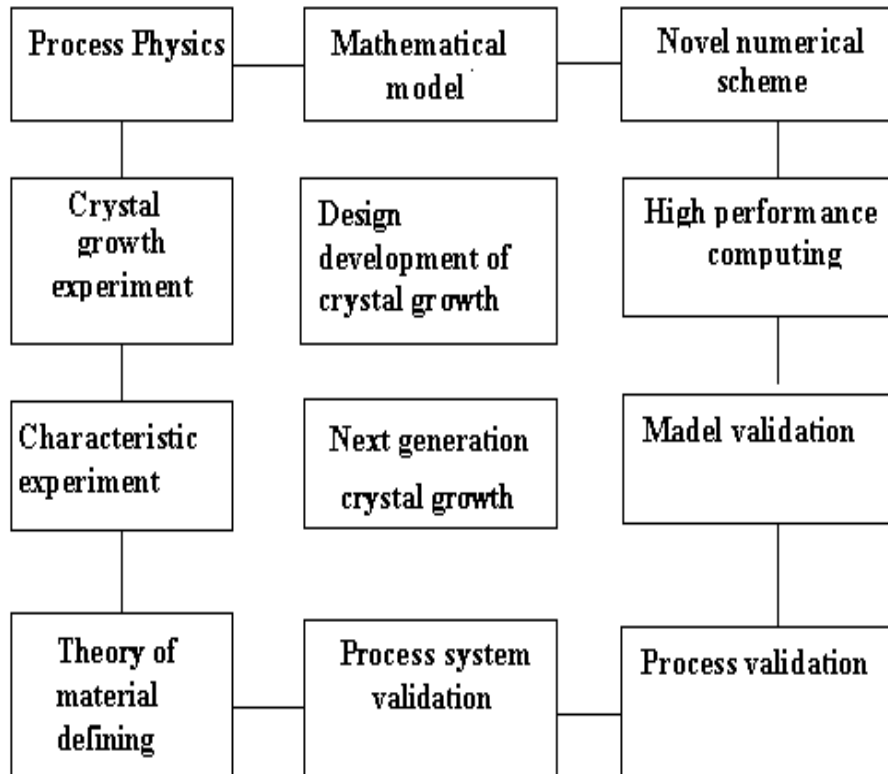 Process Physics
Mathematical
model
Novel numerical
scheme
Crystal
growth
experiment
Design
development of
crystal growth
High performance
computing
Characteristic
experiment
Next generation
crystal growth
Madel validation
Theory of
material
defining
Process system
validation
Process validation